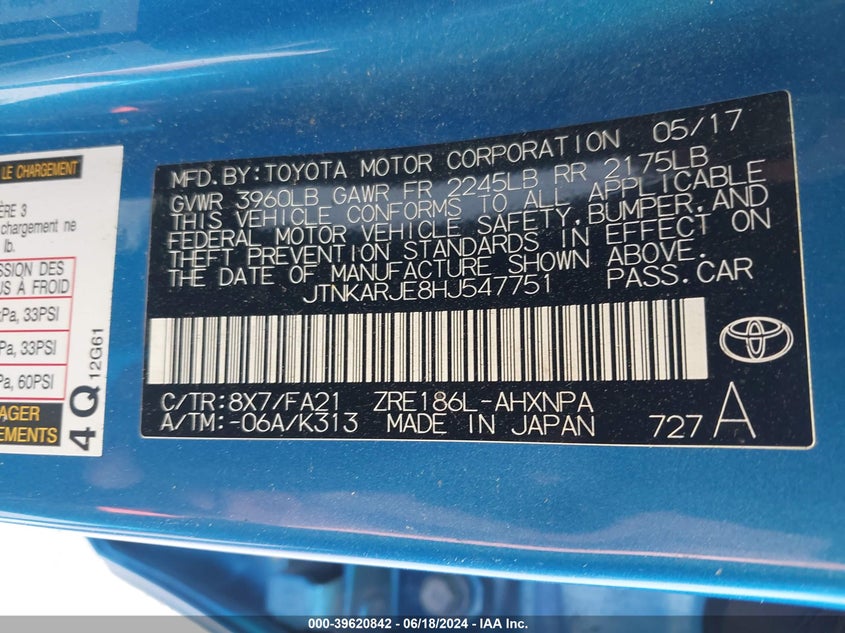 LE CHARGEMENT
ÈRE 3
chargement ne
lb.
SSION DES
US À FROID
kPa, 33PSI
Pa, 33PSI
Pa, 60PSI
AGER
EMENTS
4Q 12G61
MFD.BY:TOYOTA MOTOR CORPORATION 05/17
GVWR 3960LB GAWR FR 2245LB RR 2175LB
THIS VEHICLE CONFORMS TO ALL APPLICABLE
FEDERAL MOTOR VEHICLE SAFETY,BUMPER,AND
THEFT PREVENTION STANDARDS IN EFFECT ON
THE DATE OF MANUFACTURE SHOWN ABOVE.
JTNKARJE8HJ547751 PASS.CAR
C/TR:8X7/FA21 ZRE186L-AHXNPA
A/TM:-06A/K313 MADE IN JAPAN 727 A
000-39620842 - 06/18/2024 - IAA Inc.